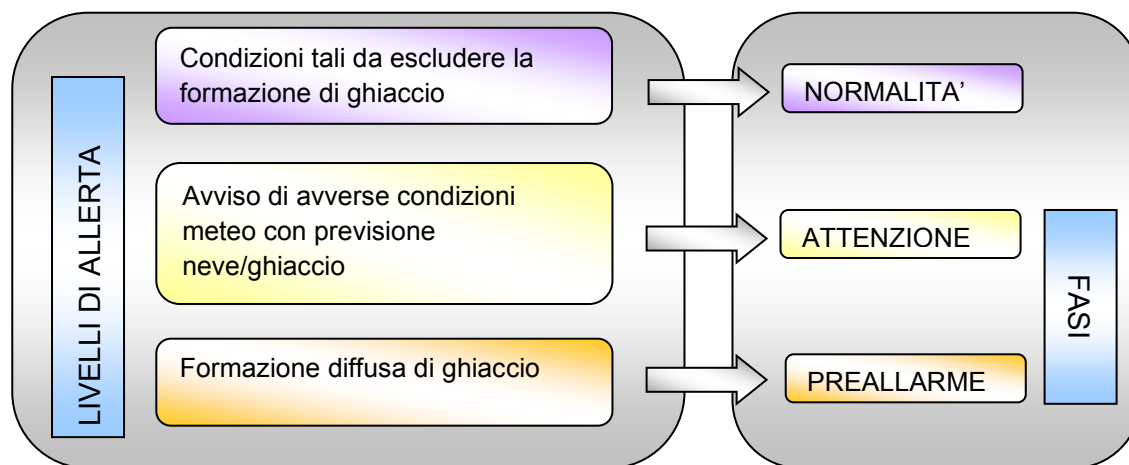 LIVELLI DI ALLERTA
Condizioni tali da escludere la
formazione di ghiaccio
NORMALITA’
Avviso di avverse condizioni
meteo con previsione
neve/ghiaccio
ATTENZIONE
Formazione diffusa di ghiaccio
PREALLARME
FASI